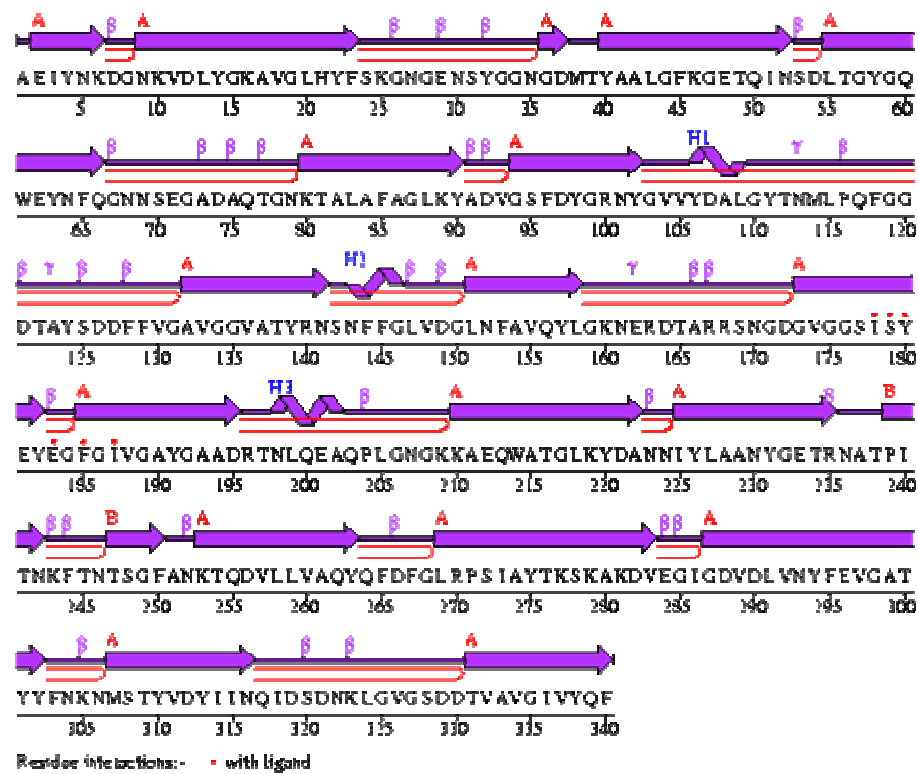 A β A β β β A A β A
AEIYNKDGNKVDLYGKAVGLHYFSKGNGENSYGGNGDMTYAALGFKGETQINSDLTGYGQ
5 10 15 20 25 30 35 40 45 50 55 60
β β β β A β β A H1 γ β
WEYNFQGNNSEGADAQTGNKTALAFAGLKYADVGSFDYGRNYGVVYDALGYTNMLPQFGG
65 70 75 80 85 90 95 100 105 110 115 120
β γ β β A H2 β β A γ β β A
DTAYSDDFFVGAVGGVATYRNSNFFGLVDGLNFAVQYLGKNERDTARRSNGDGVGGSISY
125 130 135 140 145 150 155 160 165 170 175 180
β A H3 β A β A β B
EYEGFGIVGAYGAADRTNLQEAQPLGNGKKAEQWATGLKYDANNIYLAANYGETRNATPI
185 190 195 200 205 210 215 220 225 230 235 240
β β B β A β A β β A
TNKFTNTSGFANKTQDVLLVAQYQFDFGLRPSIAYTKSKAKDVEGIGDVDLVNYFEVGAT
245 250 255 260 265 270 275 280 285 290 295 300
β A β β A
YYFNKNMSTYVDYIINQIDSDNKLGVGSDDTVAVGIVYQF
305 310 315 320 325 330 335 340
Residue interactions:- with ligand